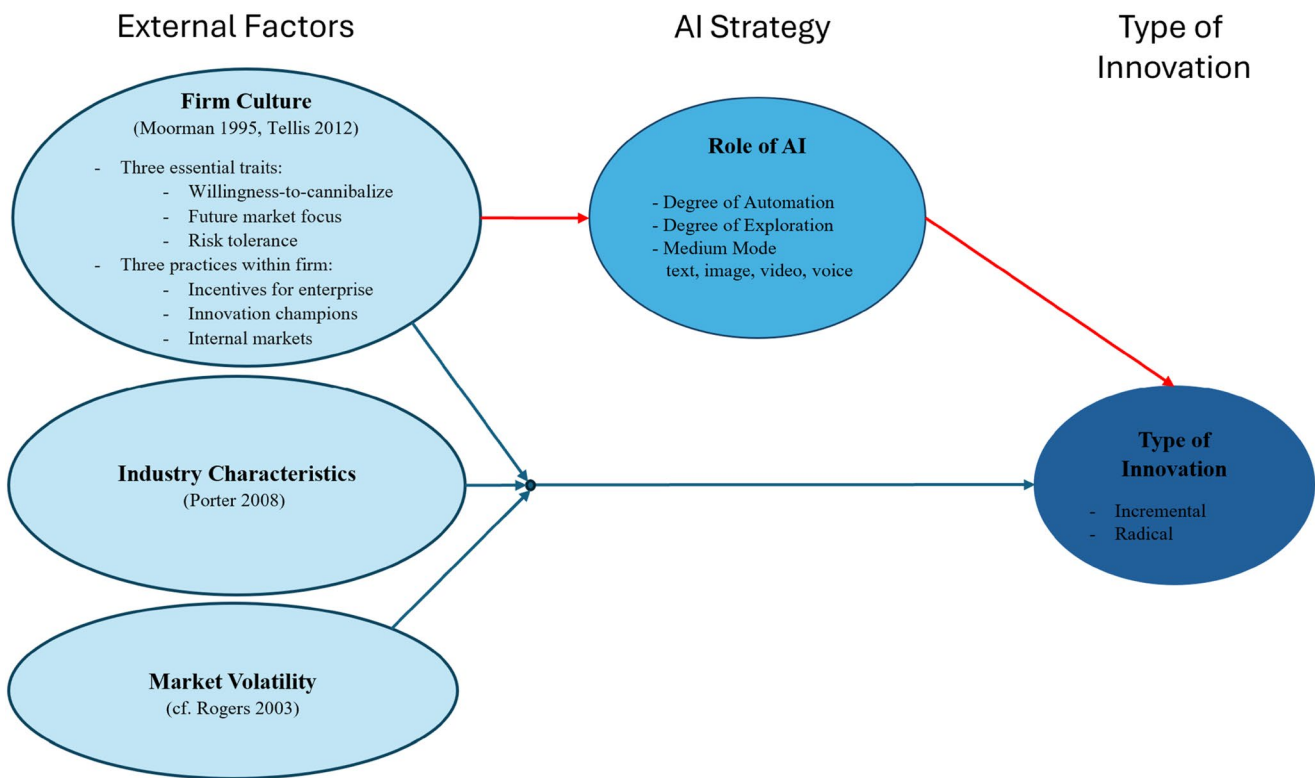 External Factors
AI Strategy
Type of
Innovation
Firm Culture
(Moorman 1995, Tellis 2012)
- Three essential traits:
- Willingness-to-cannibalize
- Future market focus
- Risk tolerance
- Three practices within firm:
- Incentives for enterprise
- Innovation champions
- Internal markets
Industry Characteristics
(Porter 2008)
Market Volatility
(cf. Rogers 2003)
Role of AI
- Degree of Automation
- Degree of Exploration
- Medium Mode
text, image, video, voice
Type of
Innovation
- Incremental
- Radical